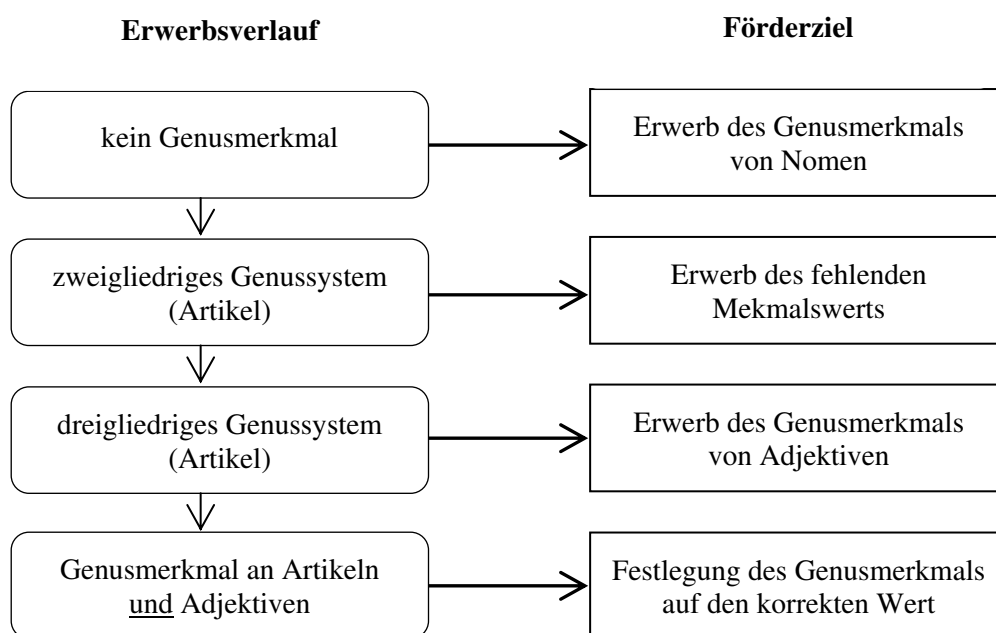 Erwerbsverlauf
Förderziel
kein Genusmerkmal
Erwerb des Genusmerkmals
von Nomen
zweigliedriges Genussystem
(Artikel)
Erwerb des fehlenden
Mekmalswerts
dreigliedriges Genussystem
(Artikel)
Erwerb des Genusmerkmals
von Adjektiven
Genusmerkmal an Artikeln
und Adjektiven
Festlegung des Genusmerkmals
auf den korrekten Wert